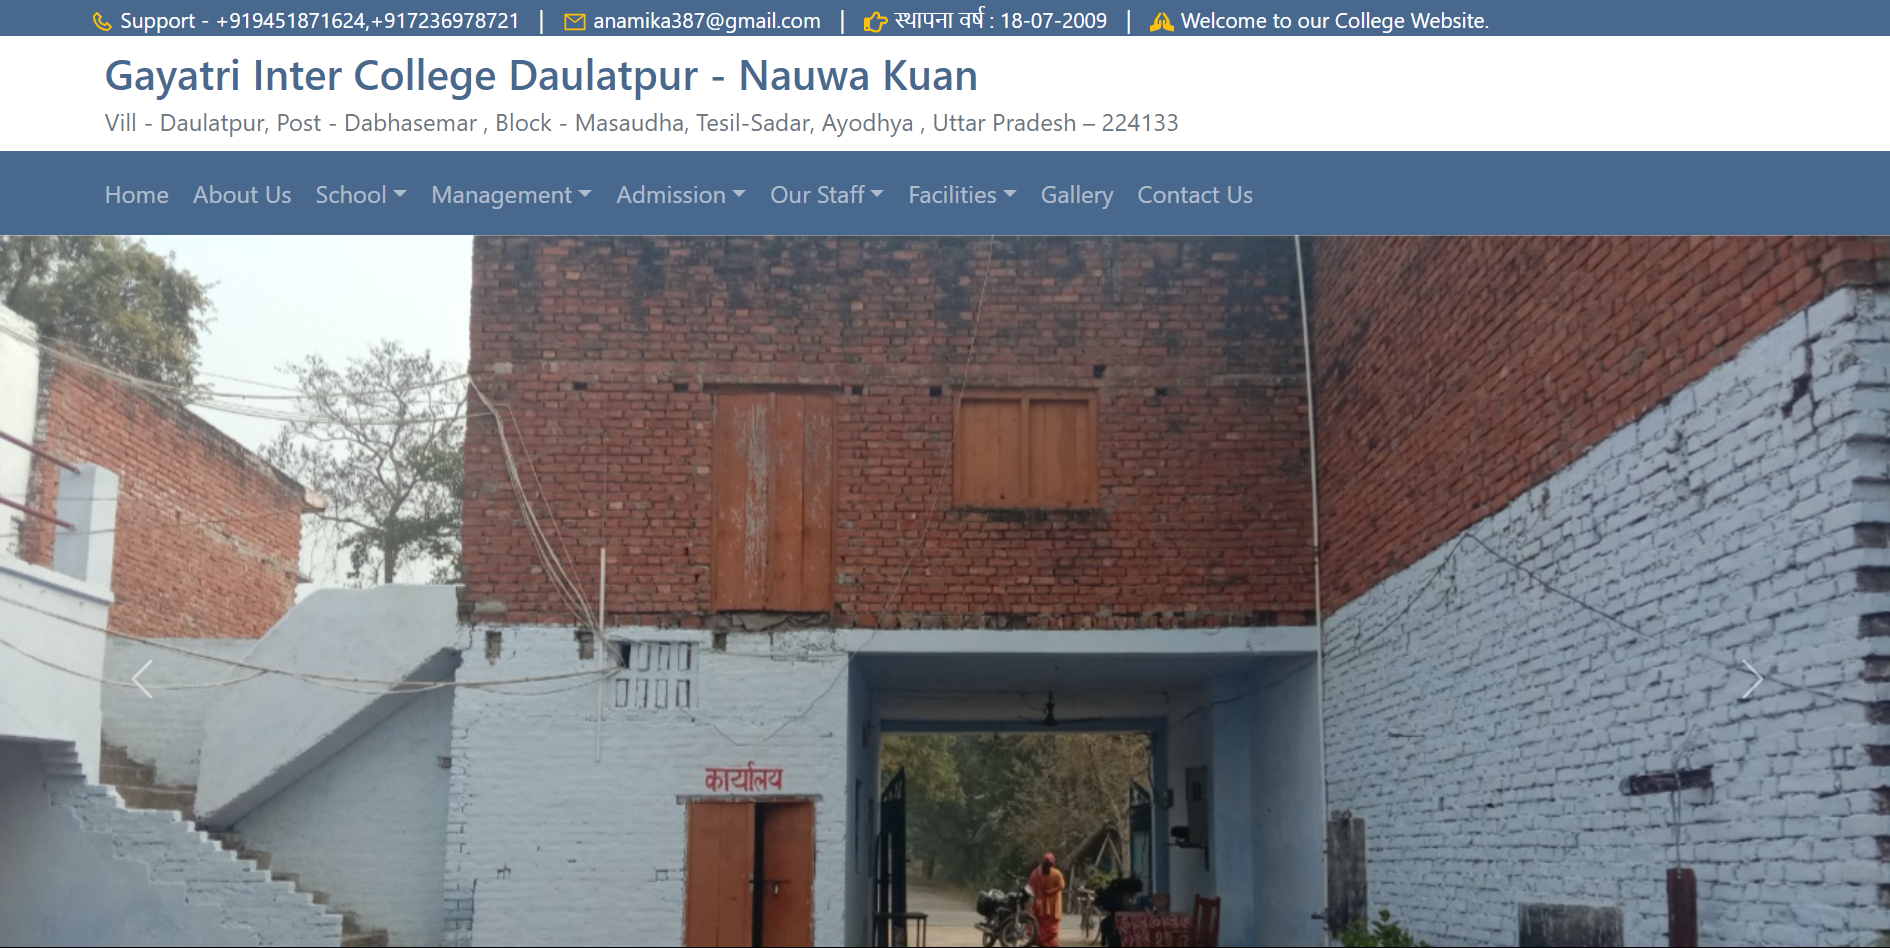 Support - +919451871624,+917236978721 | anamika387@gmail.com | स्थापना वर्ष : 18-07-2009 | Welcome to our College Website.
Gayatri Inter College Daulatpur - Nauwa Kuan
Vill - Daulatpur, Post - Dabhasemar , Block - Masaudha, Tesil-Sadar, Ayodhya , Uttar Pradesh – 224133
Home About Us School Management Admission Our Staff Facilities Gallery Contact Us
कार्यालय